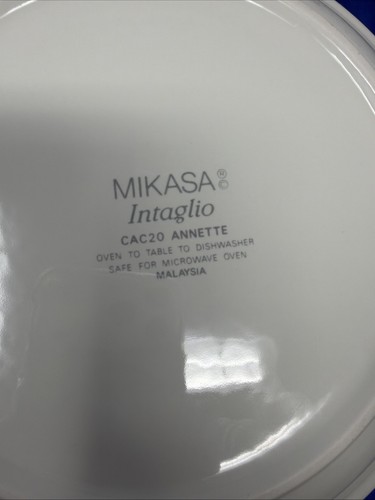 MIKASA®©
Intaglio
CAC20 ANNETTE
OVEN TO TABLE TO DISHWASHER
SAFE FOR MICROWAVE OVEN
MALAYSIA